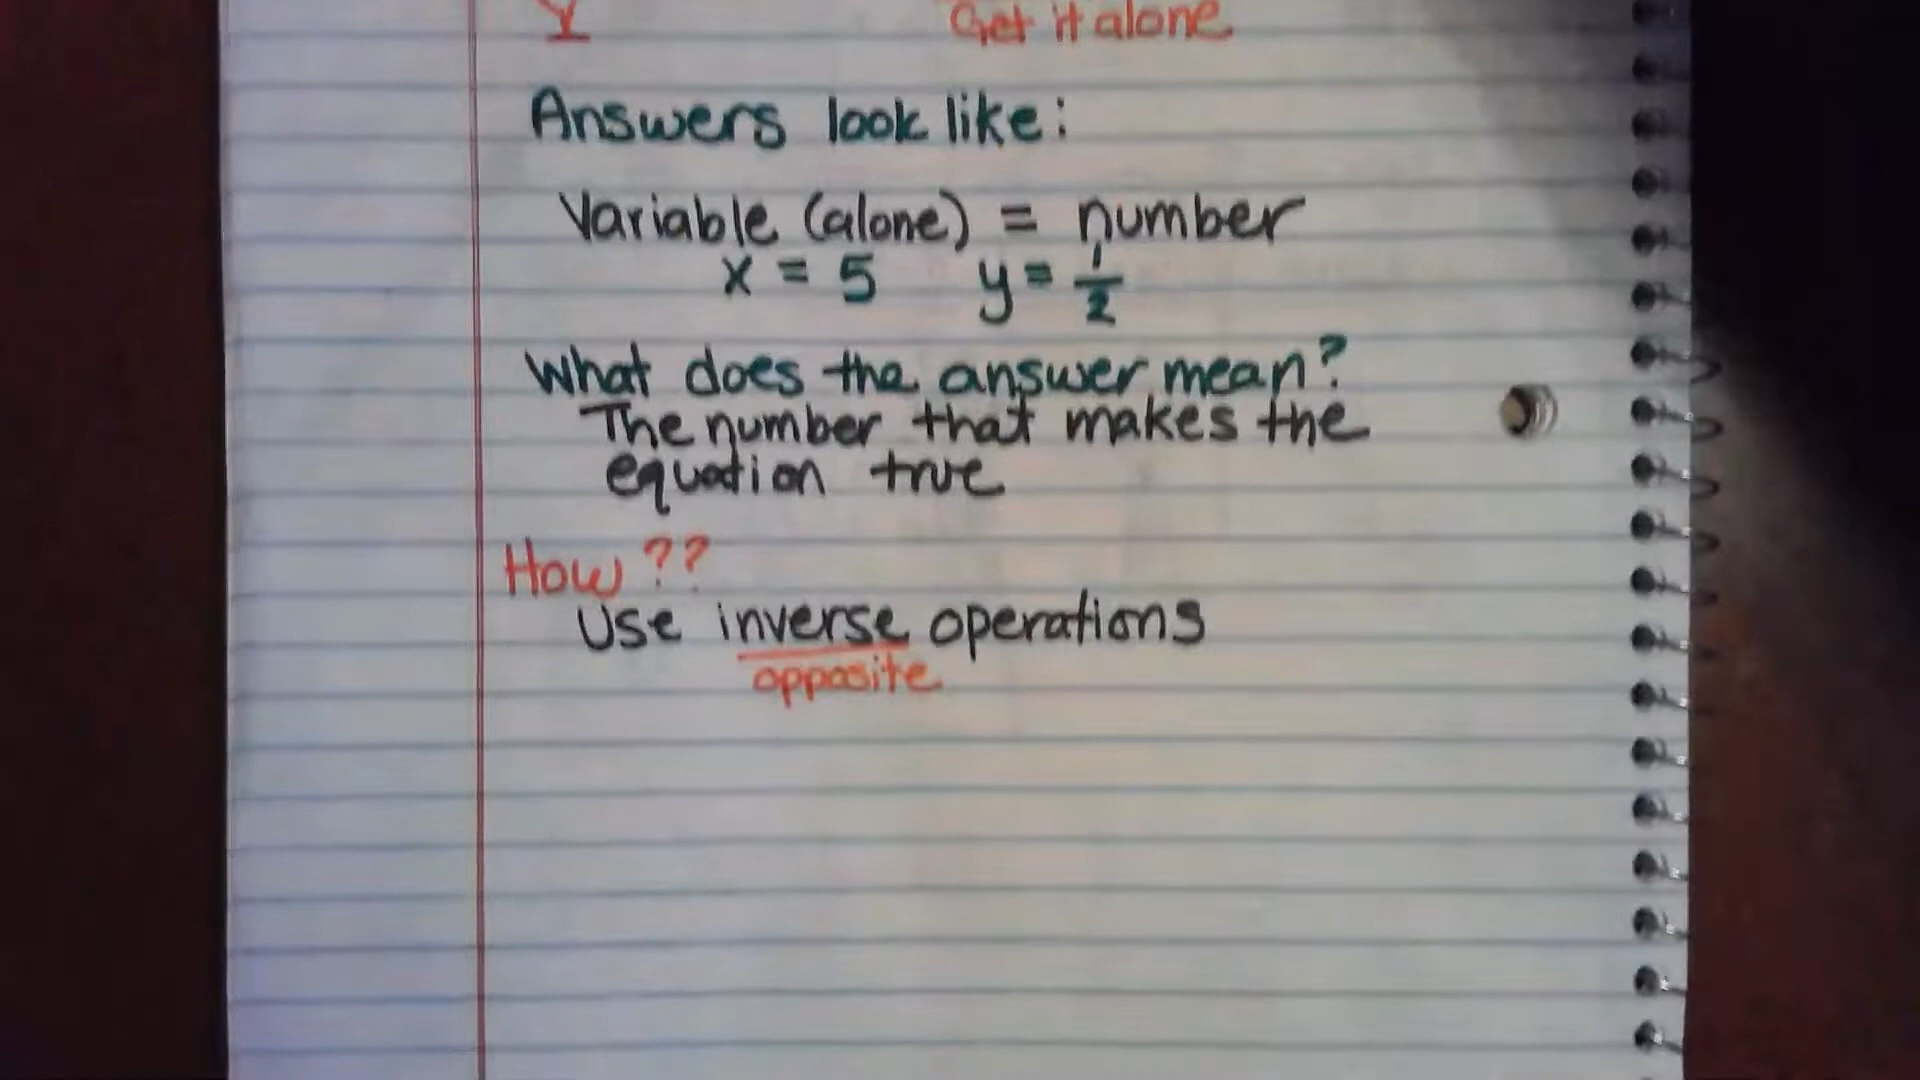 Y Get it alone
Answers look like:
Variable (alone) = number
x = 5 y = 1/2
What does the answer mean?
The number that makes the
equation true
How ??
Use inverse operations
opposite